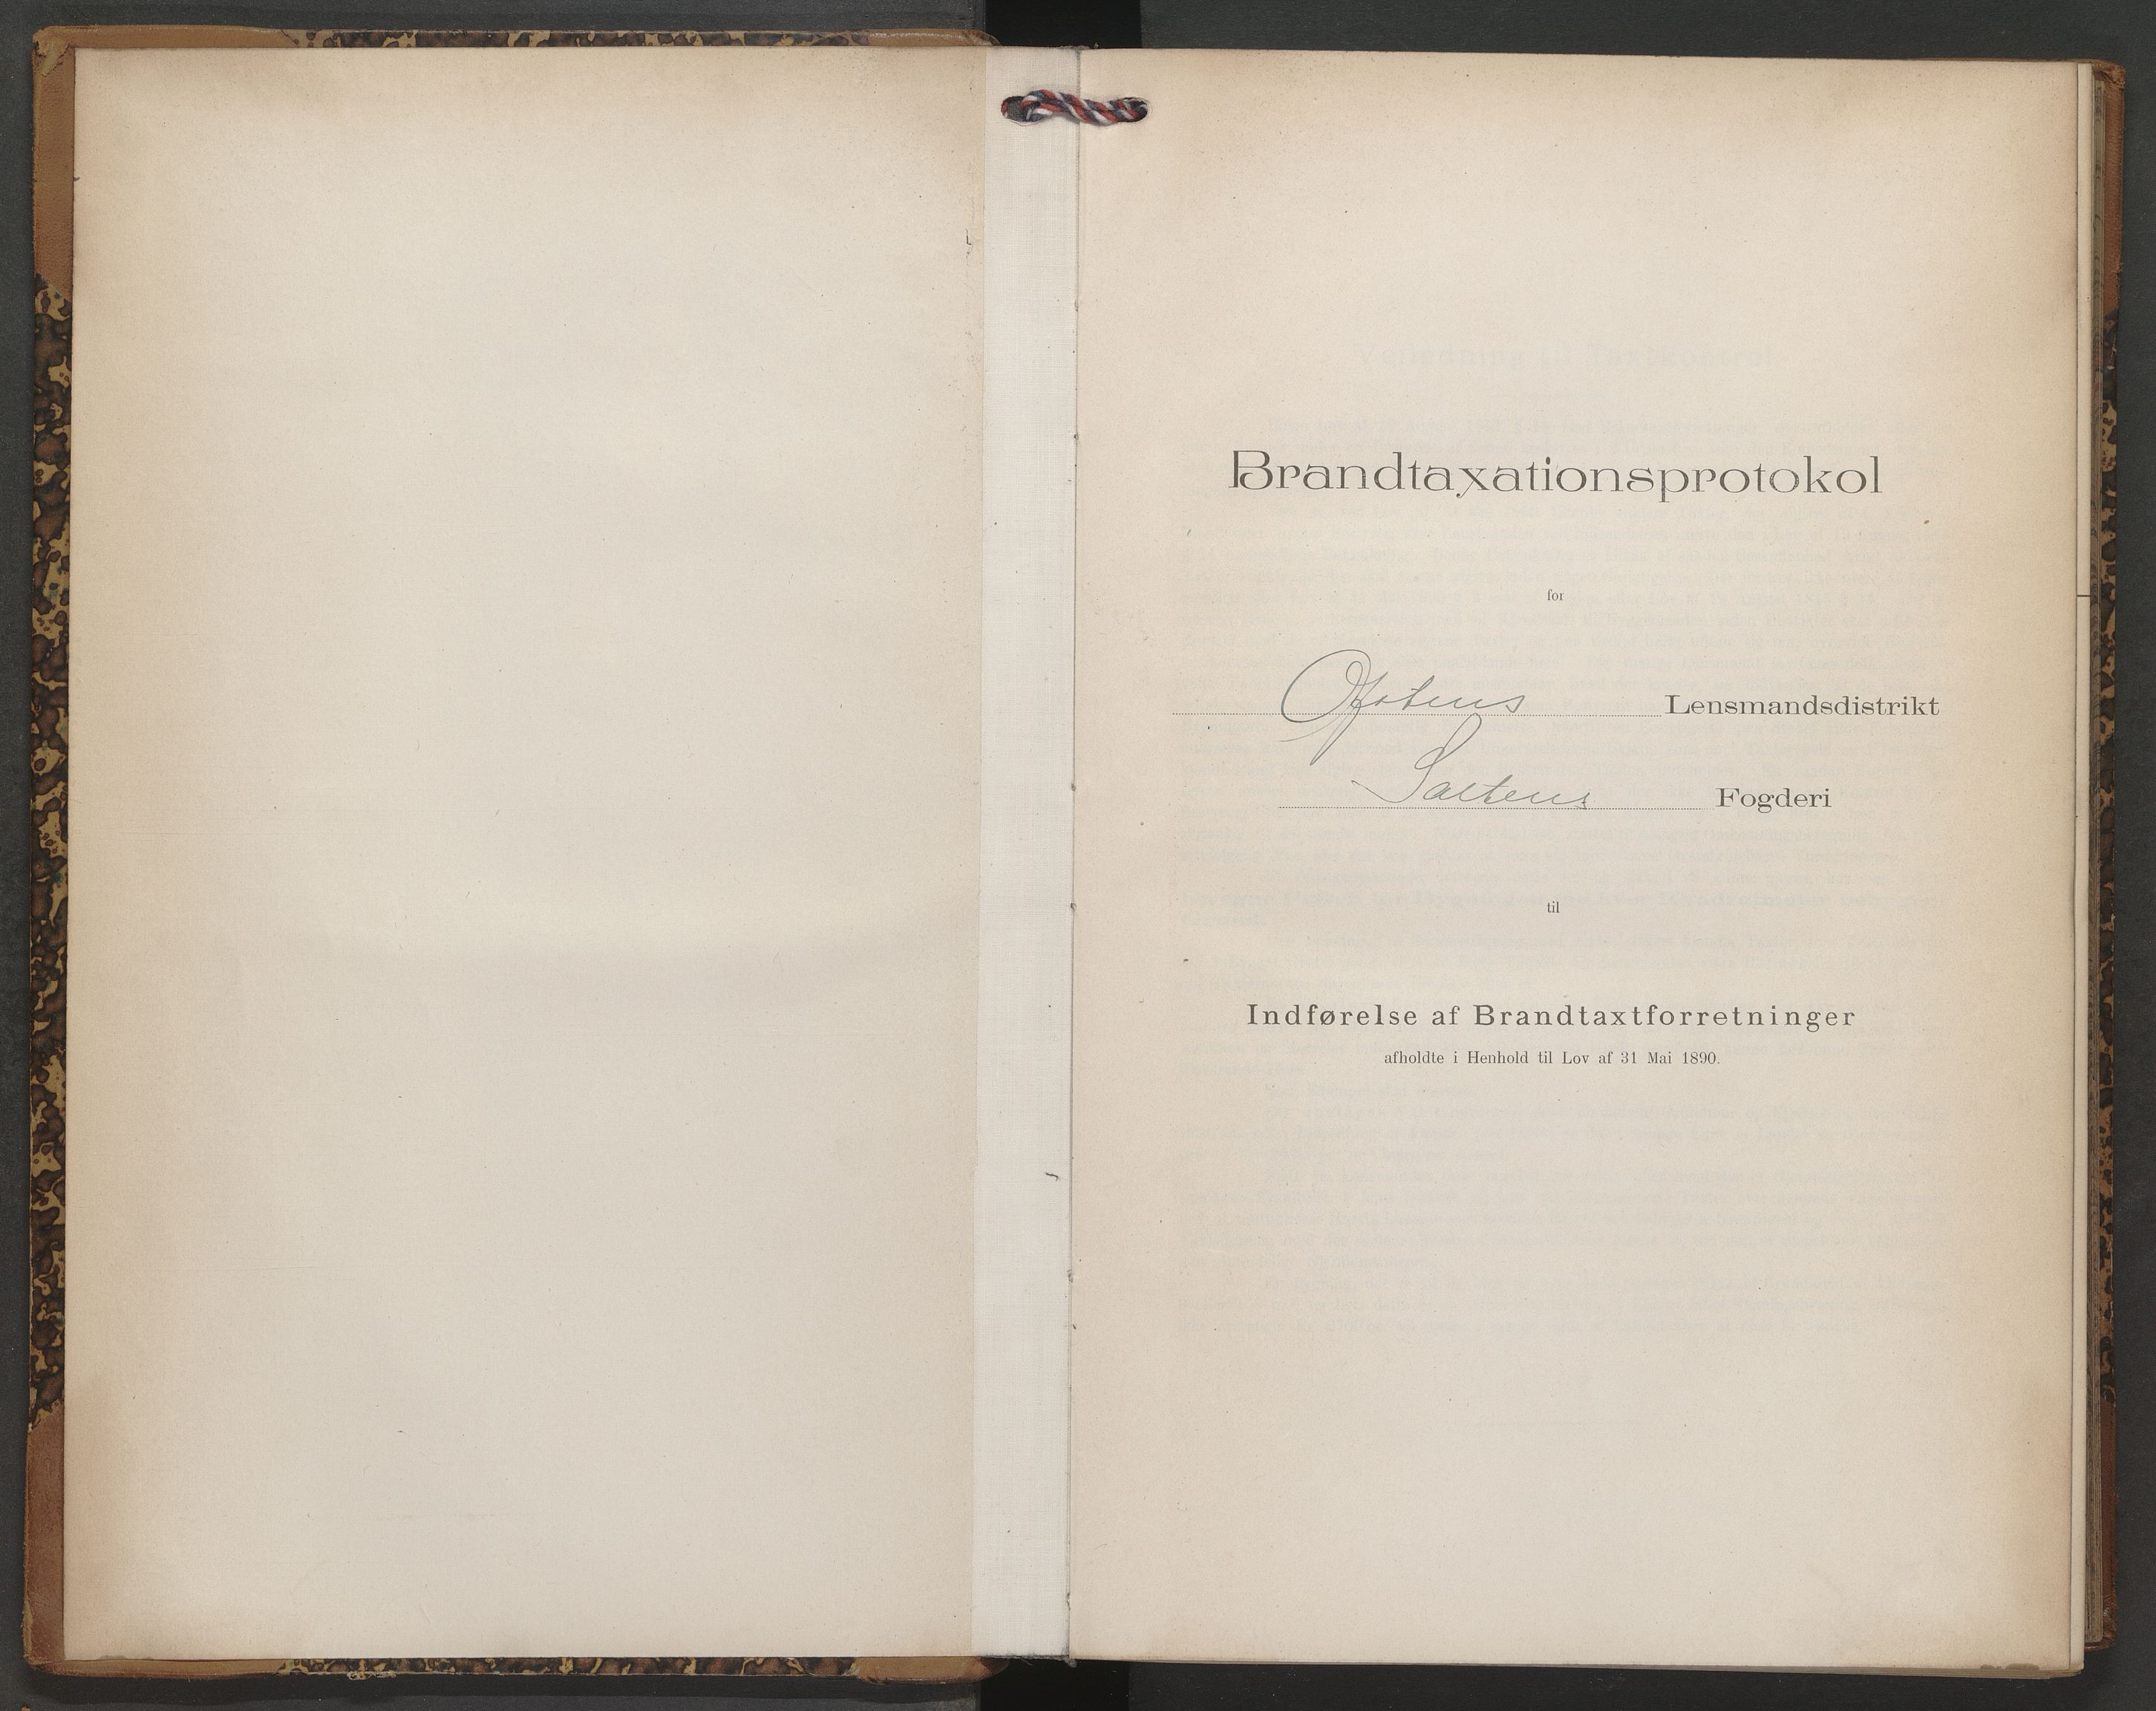 Brandtaxationsprotokol
for
Ofotens Lensmandsdistrikt
Saltens Fogderi
til
Indførelse af Brandtaxtforretninger
afholdte i Henhold til Lov af 31 Mai 1890.